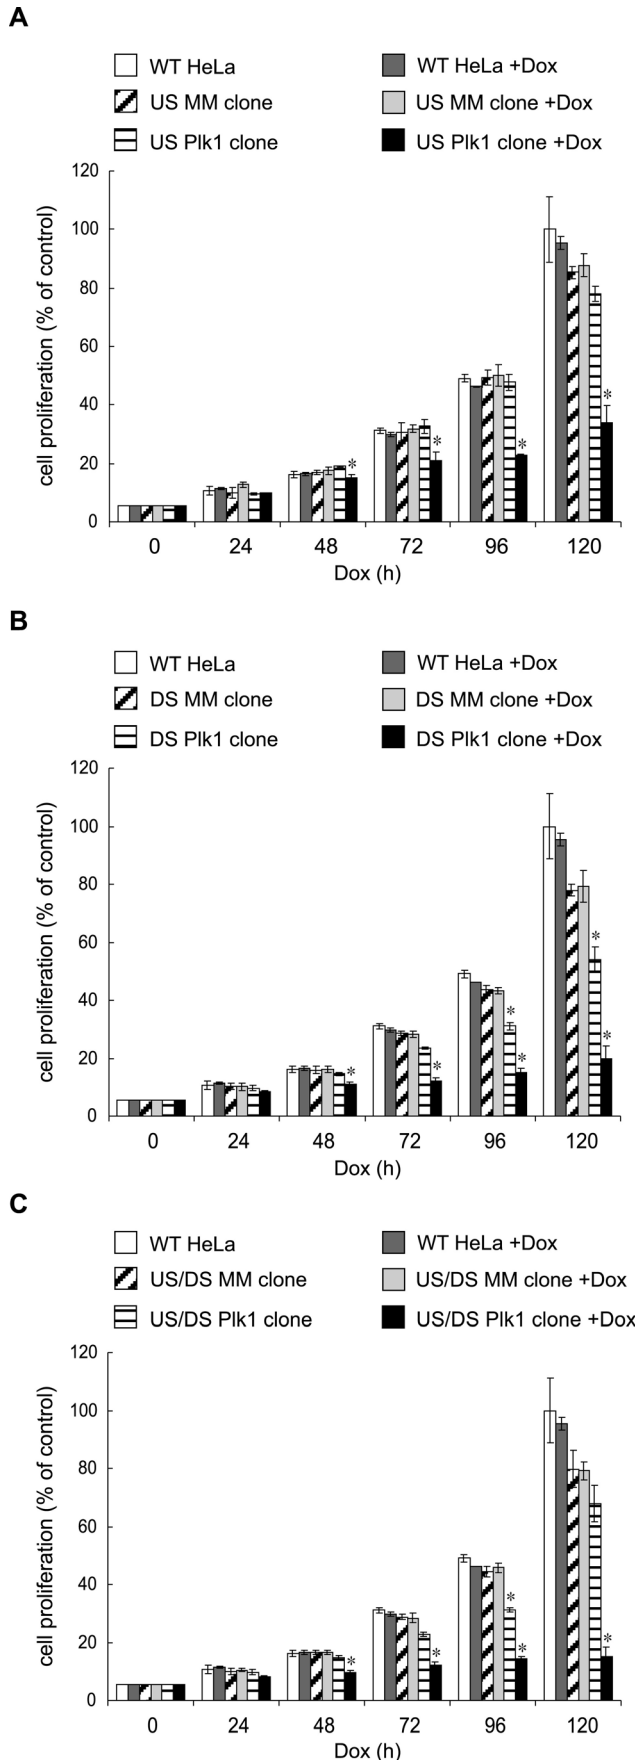 A
WT HeLa
WT HeLa +Dox
US MM clone
US MM clone +Dox
US Plk1 clone
US Plk1 clone +Dox
cell proliferation (% of control)
120
100
80
60
40
20
0
*
*
*
*
0 24 48 72 96 120
Dox (h)
B
WT HeLa
WT HeLa +Dox
DS MM clone
DS MM clone +Dox
DS Plk1 clone
DS Plk1 clone +Dox
cell proliferation (% of control)
120
100
80
60
40
20
0
*
*
*
*
*
*
0 24 48 72 96 120
Dox (h)
C
WT HeLa
WT HeLa +Dox
US/DS MM clone
US/DS MM clone +Dox
US/DS Plk1 clone
US/DS Plk1 clone +Dox
cell proliferation (% of control)
120
100
80
60
40
20
0
*
*
*
*
*
0 24 48 72 96 120
Dox (h)